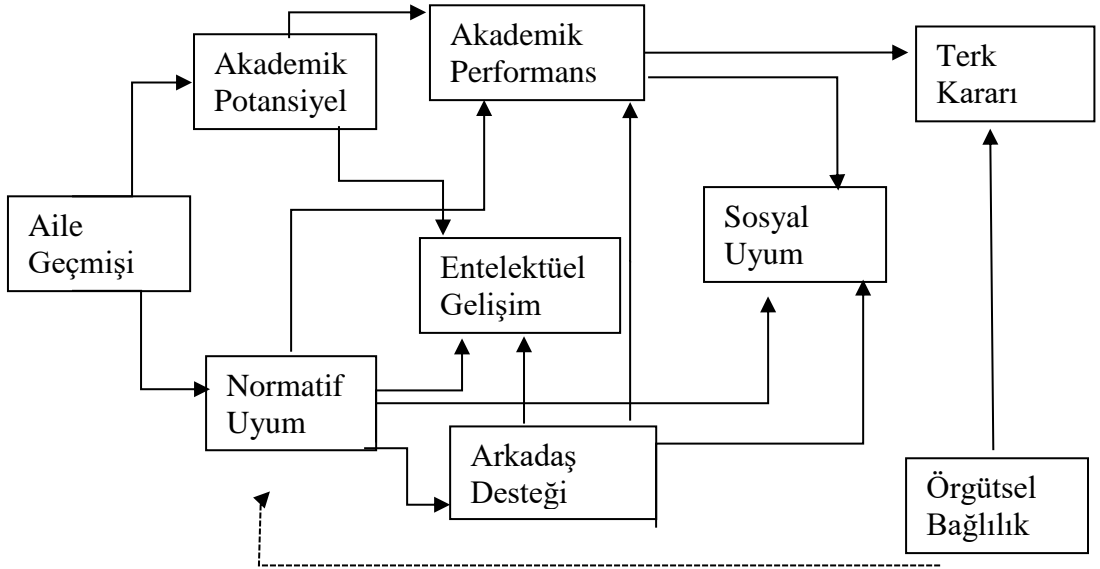 Akademik
Potansiyel
Akademik
Performans
Terk
Kararı
Aile
Geçmişi
Sosyal
Uyum
Entelektüel
Gelişim
Normatif
Uyum
Arkadaş
Desteği
Örgütsel
Bağlılık